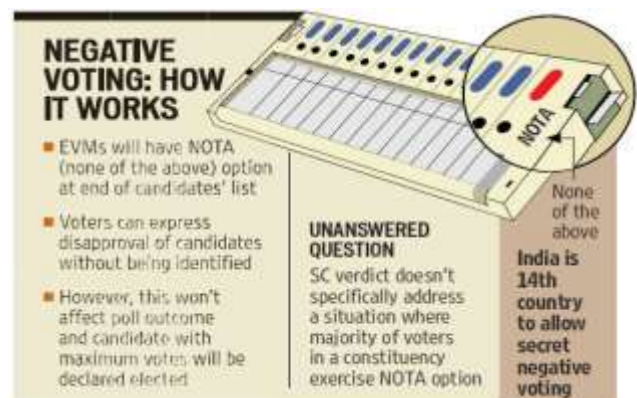 NEGATIVE
VOTING: HOW
IT WORKS
EVMs will have NOTA
(none of the above) option
at end of candidates' list
Voters can express
disapproval of candidates
without being identified
However, this won't
affect poll outcome
and candidate with
maximum votes will be
declared elected
UNANSWERED
QUESTION
SC verdict doesn't
specifically address
a situation where
majority of voters
in a constituency
exercise NOTA option
NOTA
None
of the
above
India is
14th
country
to allow
secret
negative
voting